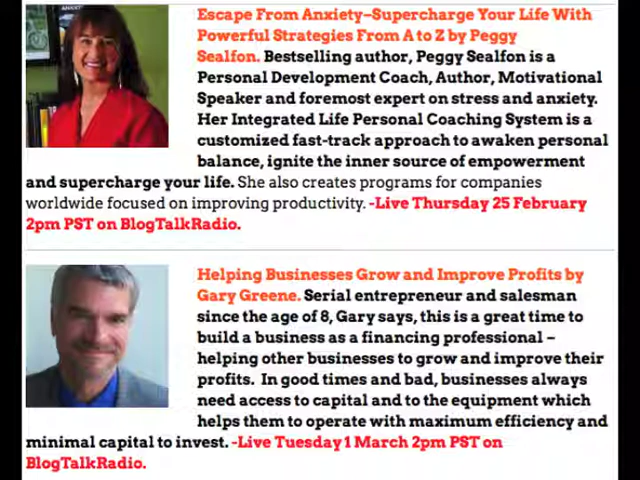 Escape From Anxiety–Supercharge Your Life With
Powerful Strategies From A to Z by Peggy
Sealfon. Bestselling author, Peggy Sealfon is a
Personal Development Coach, Author, Motivational
Speaker and foremost expert on stress and anxiety.
Her Integrated Life Personal Coaching System is a
customized fast-track approach to awaken personal
balance, ignite the inner source of empowerment
and supercharge your life. She also creates programs for companies
worldwide focused on improving productivity. -Live Thursday 25 February
2pm PST on BlogTalkRadio.
Helping Businesses Grow and Improve Profits by
Gary Greene. Serial entrepreneur and salesman
since the age of 8, Gary says, this is a great time to
build a business as a financing professional –
helping other businesses to grow and improve their
profits. In good times and bad, businesses always
need access to capital and to the equipment which
helps them to operate with maximum efficiency and
minimal capital to invest. -Live Tuesday 1 March 2pm PST on
BlogTalkRadio.